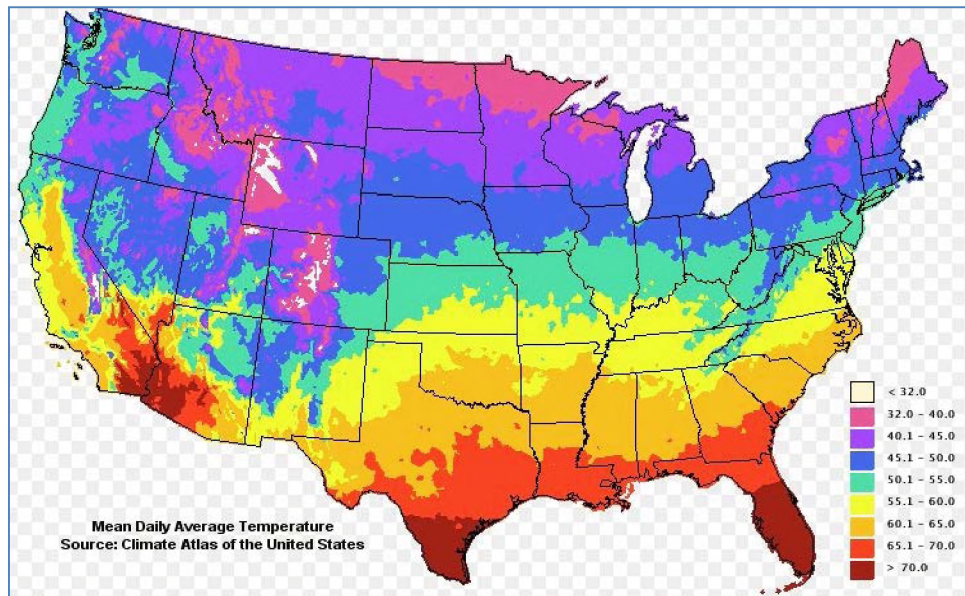 < 32.0
32.0 - 40.0
40.1 - 45.0
45.1 - 50.0
50.1 - 55.0
55.1 - 60.0
60.1 - 65.0
65.1 - 70.0
> 70.0
Mean Daily Average Temperature
Source: Climate Atlas of the United States